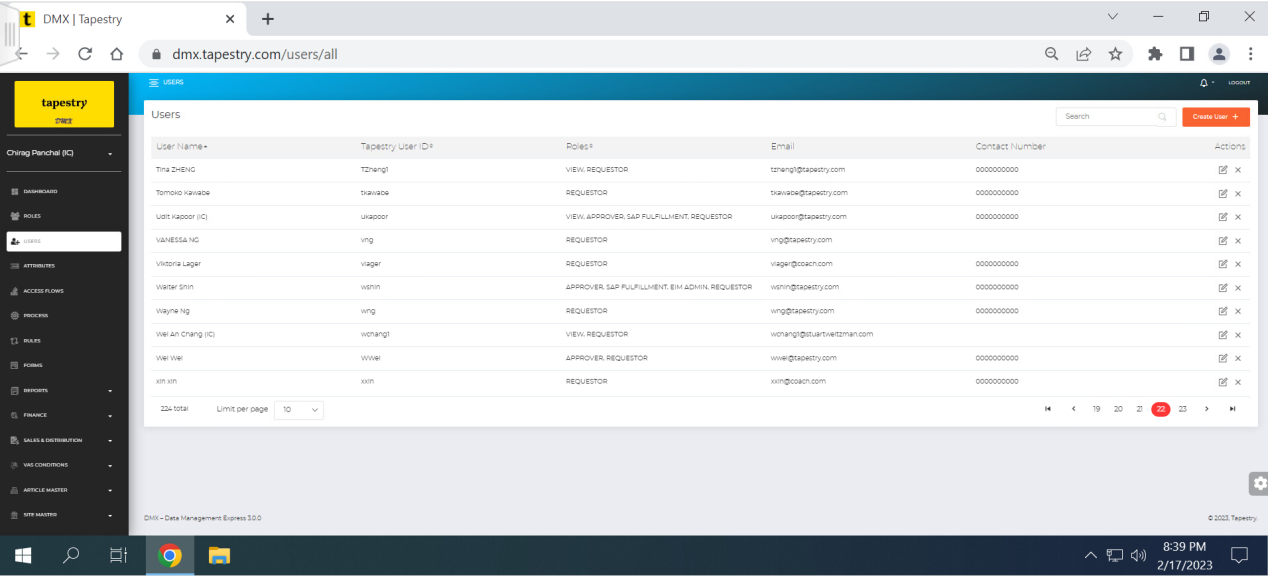 DMX | Tapestry
dmx.tapestry.com/users/all
tapestry
DMX
USERS
LOGOUT
Chirag Panchal (IC)
DASHBOARD
ROLES
USERS
ATTRIBUTES
ACCESS FLOWS
PROCESS
RULES
FORMS
REPORTS
FINANCE
SALES & DISTRIBUTION
VAS CONDITIONS
ARTICLE MASTER
SITE MASTER
Users
Search
Create User +
User Name Tapestry User ID Roles Email Contact Number Actions
Tina ZHENG TZheng1 VIEW, REQUESTOR tzheng1@tapestry.com 0000000000
Tomoko Kawabe tkawabe REQUESTOR tkawabe@tapestry.com 0000000000
Udit Kapoor (IC) ukapoor VIEW, APPROVER, SAP FULFILLMENT, REQUESTOR ukapoor@tapestry.com 0000000000
VANESSA NG vng REQUESTOR vng@tapestry.com
Viktoria Lager vlager REQUESTOR vlager@coach.com 0000000000
Walter Shin wshin APPROVER, SAP FULFILLMENT, EIM ADMIN, REQUESTOR wshin@tapestry.com 0000000000
Wayne Ng wng REQUESTOR wng@tapestry.com 0000000000
Wei An Chang (IC) wchang1 VIEW, REQUESTOR wchang1@stuartweitzman.com
Wei Wei WWei APPROVER, REQUESTOR wwei@tapestry.com 0000000000
xin xin xxin REQUESTOR xxin@coach.com 0000000000
224 total Limit per page 10 19 20 21 22 23
DMX – Data Management Express 3.0.0
© 2023, Tapestry.
8:39 PM
2/17/2023